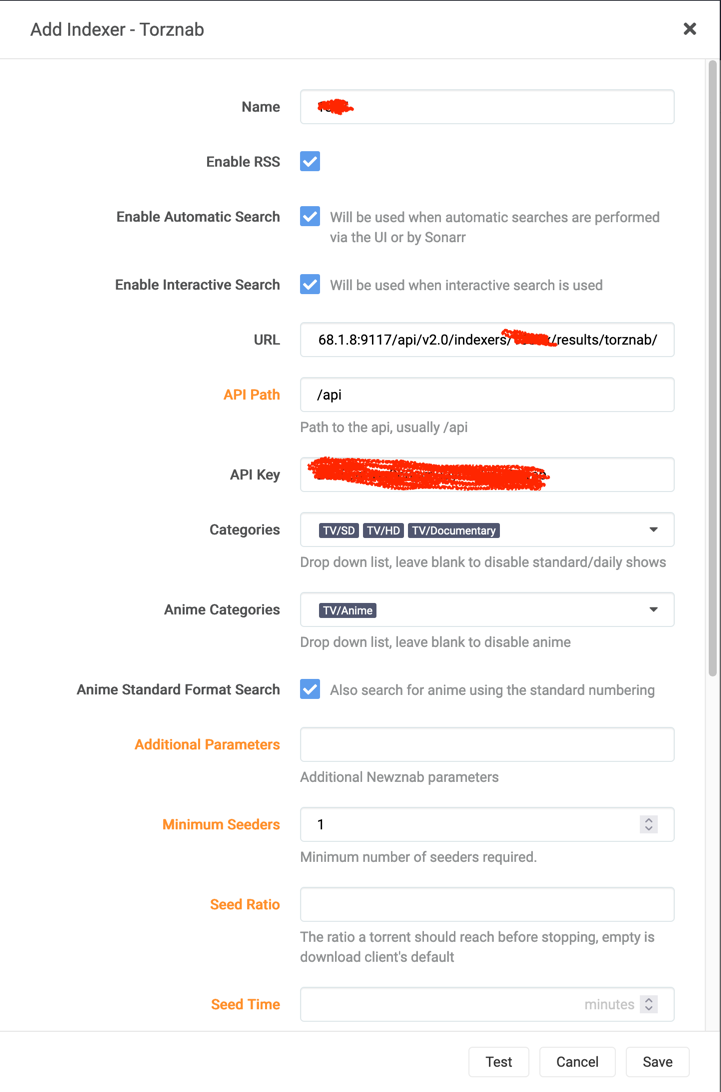 Add Indexer - Torznab
Name
Enable RSS
Enable Automatic Search
Will be used when automatic searches are performed
via the UI or by Sonarr
Enable Interactive Search
Will be used when interactive search is used
URL
68.1.8:9117/api/v2.0/indexers/ /results/torznab/
API Path
/api
Path to the api, usually /api
API Key
Categories
TV/SD TV/HD TV/Documentary
Drop down list, leave blank to disable standard/daily shows
Anime Categories
TV/Anime
Drop down list, leave blank to disable anime
Anime Standard Format Search
Also search for anime using the standard numbering
Additional Parameters
Additional Newznab parameters
Minimum Seeders
1
Minimum number of seeders required.
Seed Ratio
The ratio a torrent should reach before stopping, empty is
download client's default
Seed Time
minutes
Test Cancel Save